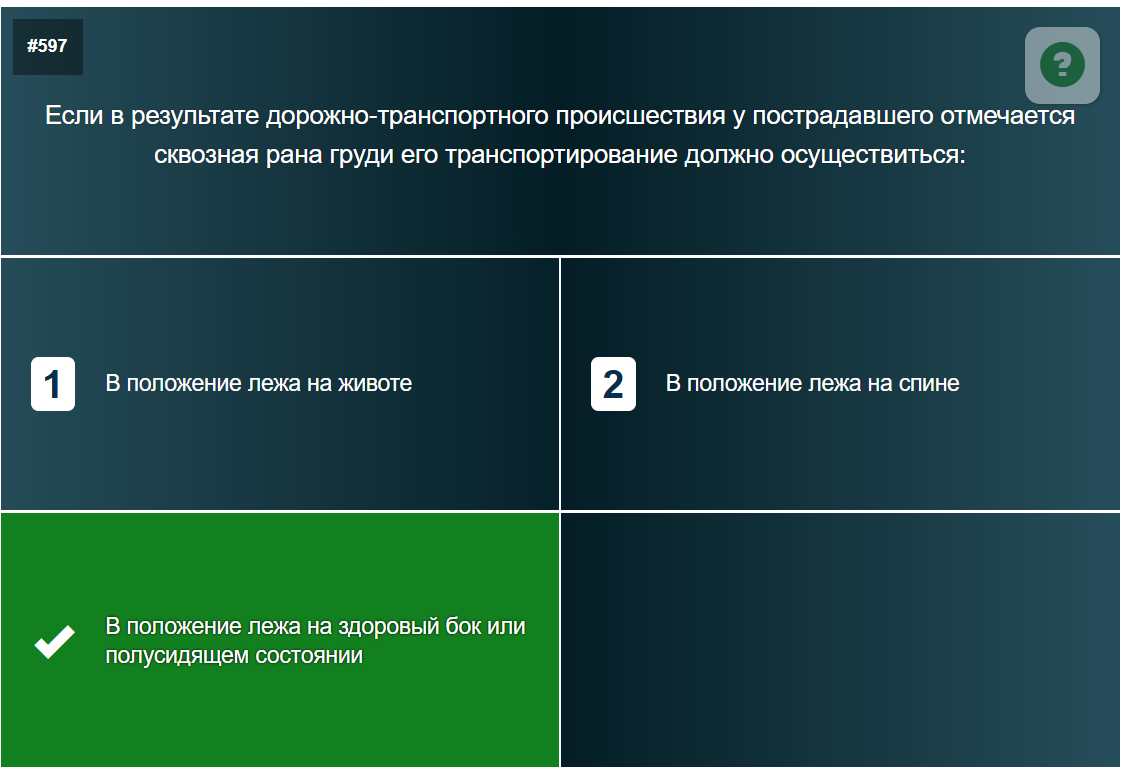 #597
?
Если в результате дорожно-транспортного происшествия у пострадавшего отмечается
сквозная рана груди его транспортирование должно осуществиться:
1
В положение лежа на животе
2
В положение лежа на спине
В положение лежа на здоровый бок или
полусидящем состоянии